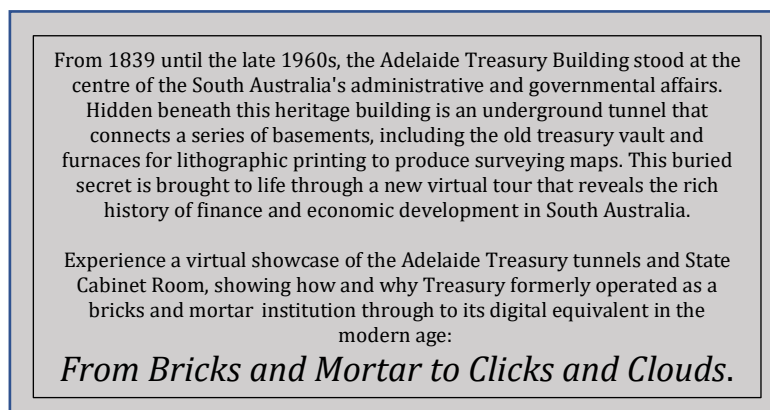 From 1839 until the late 1960s, the Adelaide Treasury Building stood at the
centre of the South Australia's administrative and governmental affairs.
Hidden beneath this heritage building is an underground tunnel that
connects a series of basements, including the old treasury vault and
furnaces for lithographic printing to produce surveying maps. This buried
secret is brought to life through a new virtual tour that reveals the rich
history of finance and economic development in South Australia.
Experience a virtual showcase of the Adelaide Treasury tunnels and State
Cabinet Room, showing how and why Treasury formerly operated as a
bricks and mortar institution through to its digital equivalent in the
modern age:
From Bricks and Mortar to Clicks and Clouds.